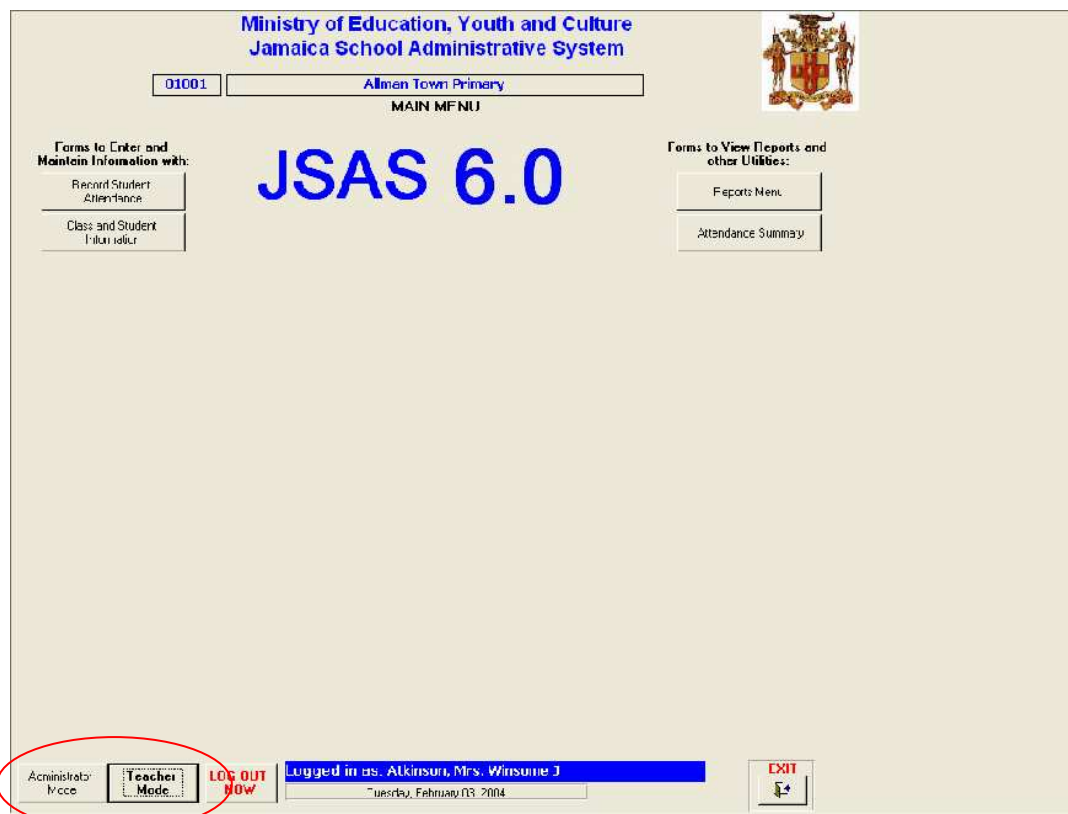 Ministry of Education, Youth and Culture
Jamaica School Administrative System
01001
Allman Town Primary
MAIN MENU
Forms to Enter and
Maintain Information with:
JSAS 6.0
Forms to View Reports and
other Utilities:
Record Student
Attendance
Reports Menu
Class and Student
Information
Attendance Summary
Administrator
Mode
Teacher
Mode
LOG OUT
NOW
Logged in as: Atkinson, Mrs. Winsome J
Tuesday, February 03, 2004
EXIT